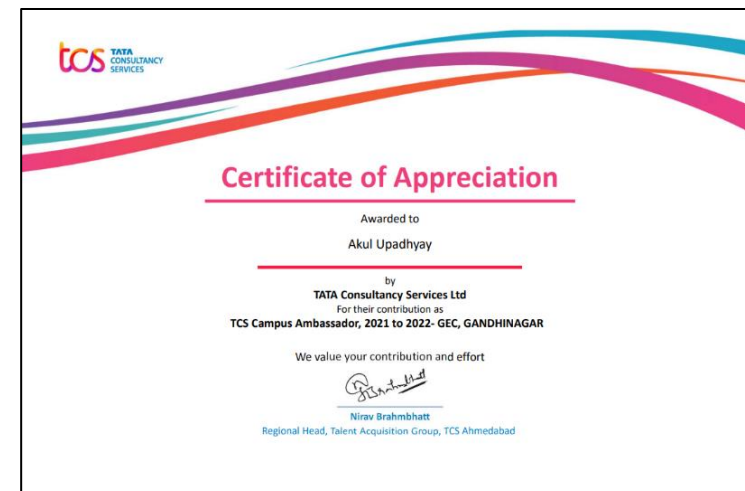 tcs TATA
CONSULTANCY
SERVICES
Certificate of Appreciation
Awarded to
Akul Upadhyay
by
TATA Consultancy Services Ltd
For their contribution as
TCS Campus Ambassador, 2021 to 2022- GEC, GANDHINAGAR
We value your contribution and effort
Nirav Brahmbhatt
Regional Head, Talent Acquisition Group, TCS Ahmedabad